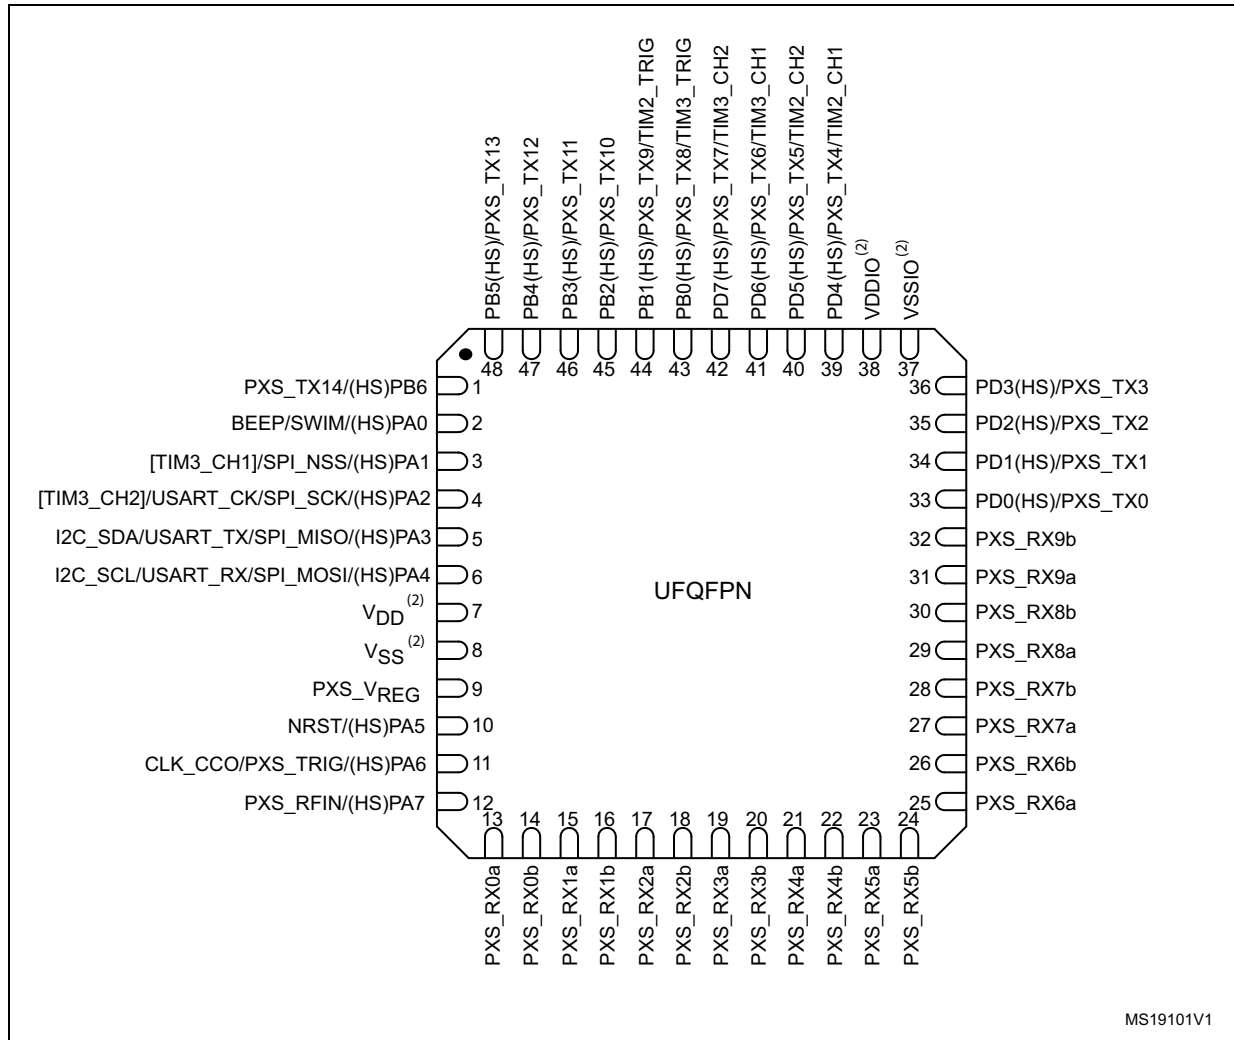 PB5(HS)/PXS_TX13
PB4(HS)/PXS_TX12
PB3(HS)/PXS_TX11
PB2(HS)/PXS_TX10
PB1(HS)/PXS_TX9/TIM2_TRIG
PB0(HS)/PXS_TX8/TIM3_TRIG
PD7(HS)/PXS_TX7/TIM3_CH2
PD6(HS)/PXS_TX6/TIM3_CH1
PD5(HS)/PXS_TX5/TIM2_CH2
PD4(HS)/PXS_TX4/TIM2_CH1
VDDIO(2)
VSSIO(2)
48 47 46 45 44 43 42 41 40 39 38 37
PXS_TX14/(HS)PB6 1
BEEP/SWIM/(HS)PA0 2
[TIM3_CH1]/SPI_NSS/(HS)PA1 3
[TIM3_CH2]/USART_CK/SPI_SCK/(HS)PA2 4
I2C_SDA/USART_TX/SPI_MISO/(HS)PA3 5
I2C_SCL/USART_RX/SPI_MOSI/(HS)PA4 6
VDD(2) 7
VSS(2) 8
PXS_VREG 9
NRST/(HS)PA5 10
CLK_CCO/PXS_TRIG/(HS)PA6 11
PXS_RFIN/(HS)PA7 12
UFQFPN
36 PD3(HS)/PXS_TX3
35 PD2(HS)/PXS_TX2
34 PD1(HS)/PXS_TX1
33 PD0(HS)/PXS_TX0
32 PXS_RX9b
31 PXS_RX9a
30 PXS_RX8b
29 PXS_RX8a
28 PXS_RX7b
27 PXS_RX7a
26 PXS_RX6b
25 PXS_RX6a
13 14 15 16 17 18 19 20 21 22 23 24
PXS_RX0a
PXS_RX0b
PXS_RX1a
PXS_RX1b
PXS_RX2a
PXS_RX2b
PXS_RX3a
PXS_RX3b
PXS_RX4a
PXS_RX4b
PXS_RX5a
PXS_RX5b
MS19101V1